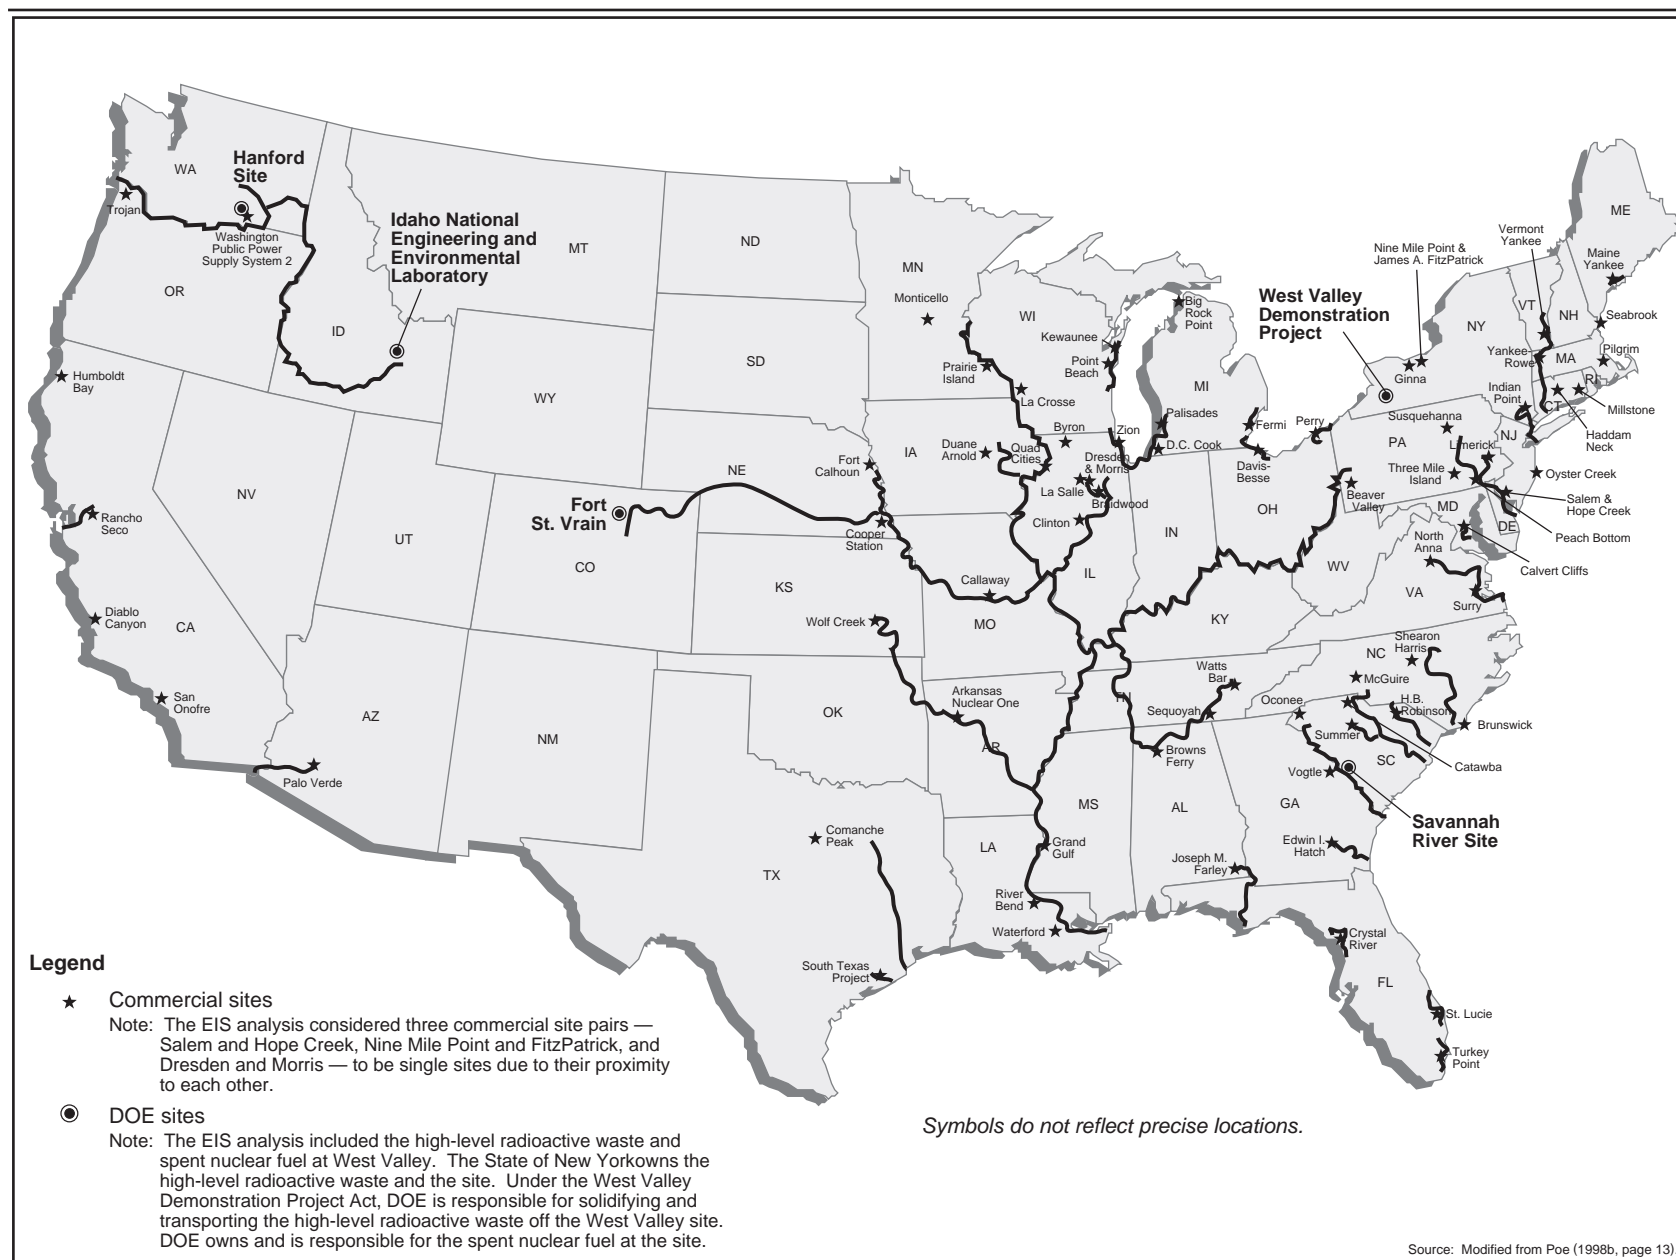 WA
Hanford
Site
Trojan
Washington
Public Power
Supply System 2
Idaho National
Engineering and
Environmental
Laboratory
MT
ND
MN
Monticello
OR
ID
SD
WY
NE
Humboldt
Bay
NV
UT
CO
Fort
St. Vrain
Rancho
Seco
Diablo
Canyon
CA
San
Onofre
AZ
NM
Palo Verde
WI
Kewaunee
Point
Beach
Prairie
Island
La Crosse
Big
Rock
Point
MI
Palisades
D.C. Cook
Fermi
Davis-
Besse
Perry
IA
Duane
Arnold
Quad
Cities
Byron
Zion
Dresden
& Morris
La Salle
Braidwood
Clinton
IL
IN
OH
Fort
Calhoun
Cooper
Station
KS
Callaway
MO
Wolf Creek
Arkansas
Nuclear One
OK
AR
TX
Comanche
Peak
South Texas
Project
LA
River
Bend
Waterford
Grand
Gulf
MS
AL
TN
KY
Watts
Bar
Sequoyah
Browns
Ferry
West Valley
Demonstration
Project
Nine Mile Point &
James A. FitzPatrick
Vermont
Yankee
ME
Maine
Yankee
VT
NH
Seabrook
NY
Yankee-
Rowe
MA
Pilgrim
Ginna
Indian
Point
CT
RI
Millstone
Haddam
Neck
Susquehanna
PA
NJ
Limerick
Three Mile
Island
Oyster Creek
Salem &
Hope Creek
Beaver
Valley
MD
DE
Peach Bottom
Calvert Cliffs
North
Anna
WV
VA
Surry
Shearon
Harris
NC
McGuire
Oconee
H.B.
Robinson
Brunswick
Summer
SC
Catawba
Vogtle
GA
Savannah
River Site
Edwin I.
Hatch
Joseph M.
Farley
Crystal
River
FL
St. Lucie
Turkey
Point
Legend
Commercial sites
Note: The EIS analysis considered three commercial site pairs —
Salem and Hope Creek, Nine Mile Point and FitzPatrick, and
Dresden and Morris — to be single sites due to their proximity
to each other.
DOE sites
Note: The EIS analysis included the high-level radioactive waste and
spent nuclear fuel at West Valley. The State of New Yorkowns the
high-level radioactive waste and the site. Under the West Valley
Demonstration Project Act, DOE is responsible for solidifying and
transporting the high-level radioactive waste off the West Valley site.
DOE owns and is responsible for the spent nuclear fuel at the site.
Symbols do not reflect precise locations.
Source: Modified from Poe (1998b, page 13)